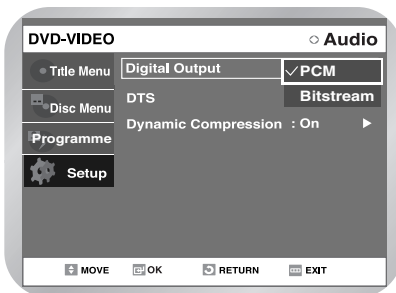 DVD-VIDEO Audio
Title Menu
Digital Output PCM
Bitstream
Disc Menu
DTS
Dynamic Compression : On
Programme
Setup
MOVE OK RETURN EXIT